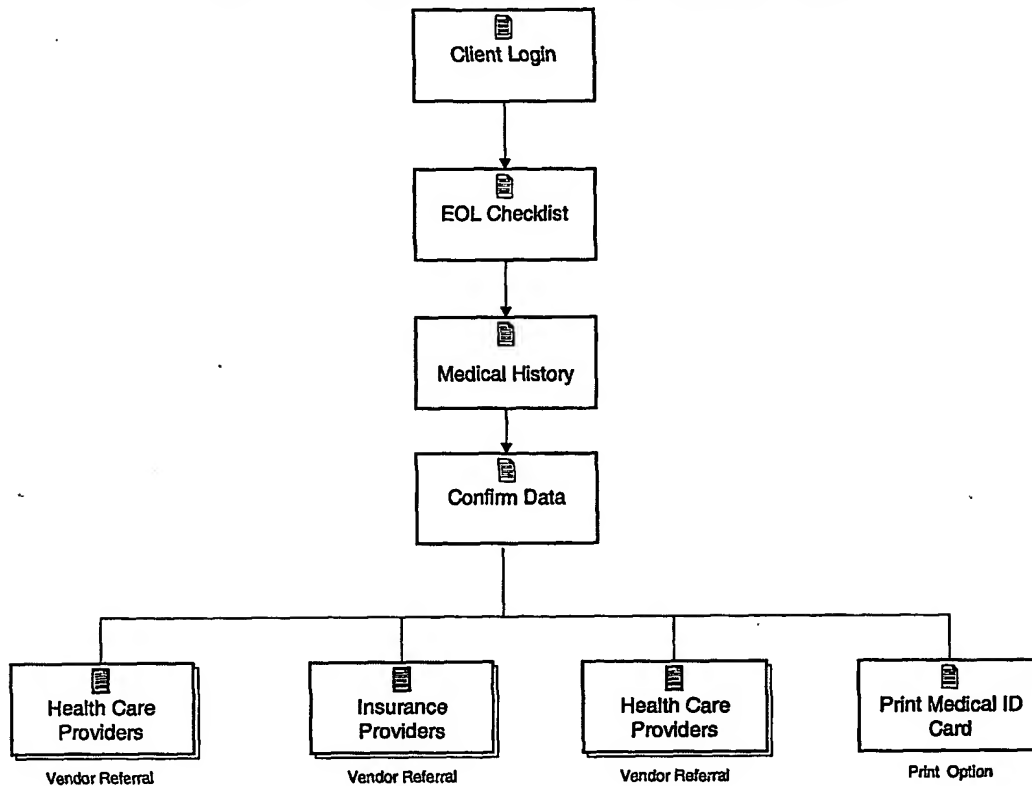 Client Login
EOL Checklist
Medical History
Confirm Data
Health Care
Providers
Vendor Referral
Insurance
Providers
Vendor Referral
Health Care
Providers
Vendor Referral
Print Medical ID
Card
Print Option